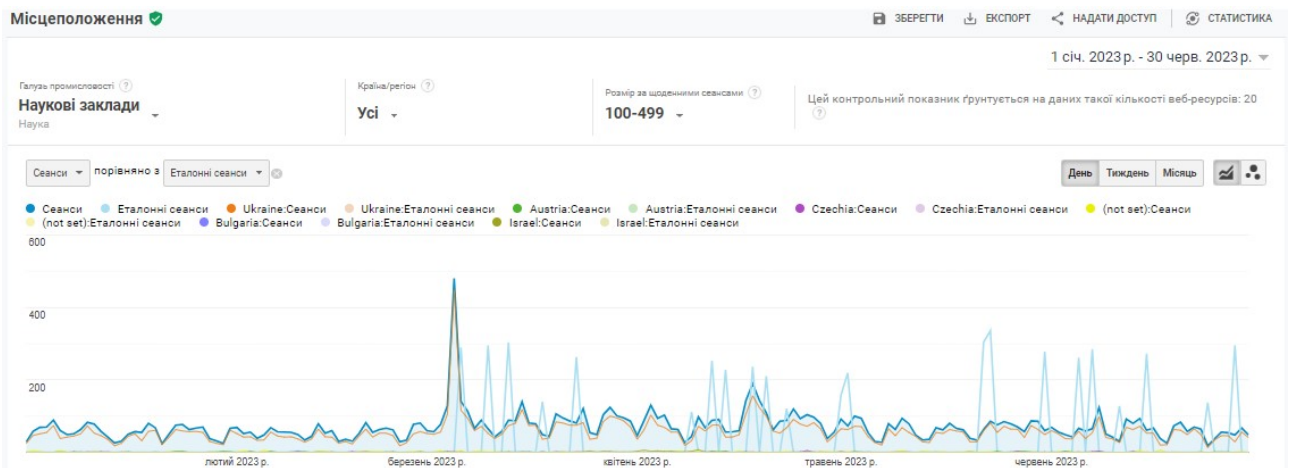 Місцеположення
ЗБЕРЕГТИ ЕКСПОРТ НАДАТИ ДОСТУП СТАТИСТИКА
1 січ. 2023 р. - 30 черв. 2023 р.
Галузь промисловості ? Країна/регіон ? Розмір за щоденними сеансами ?
Наукові заклади Усі 100-499 Цей контрольний показник ґрунтується на даних такої кількості веб-ресурсів: 20
Наука ?
Сеанси порівняно з Еталонні сеанси День Тиждень Місяць
Сеанси Еталонні сеанси Ukraine:Сеанси Ukraine:Еталонні сеанси Austria:Сеанси Austria:Еталонні сеанси Czechia:Сеанси Czechia:Еталонні сеанси (not set):Сеанси
(not set):Еталонні сеанси Bulgaria:Сеанси Bulgaria:Еталонні сеанси Israel:Сеанси Israel:Еталонні сеанси
600
400
200
лютий 2023 р. березень 2023 р. квітень 2023 р. травень 2023 р. червень 2023 р.